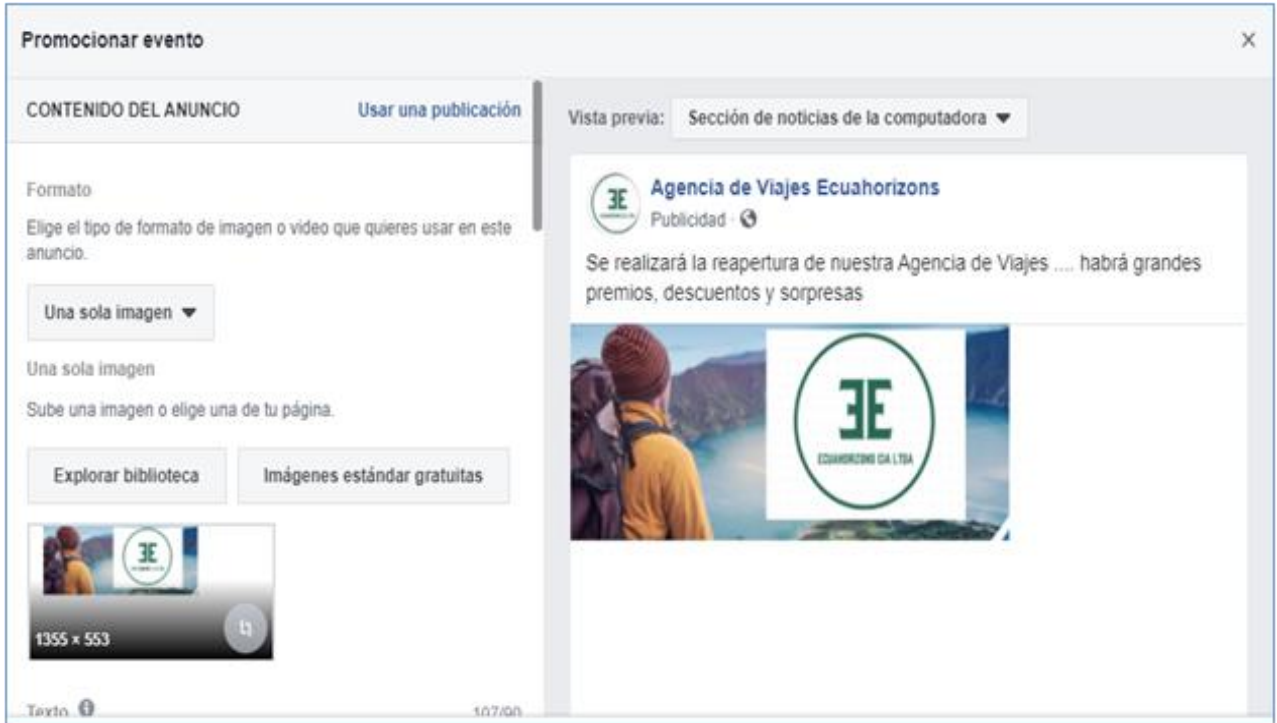 Promocionar evento
CONTENIDO DEL ANUNCIO
Usar una publicación
Formato
Elige el tipo de formato de imagen o video que quieres usar en este
anuncio.
Una sola imagen
Una sola imagen
Sube una imagen o elige una de tu página.
Explorar biblioteca
Imágenes estándar gratuitas
1355 × 553
Texto
107/90
Vista previa:
Sección de noticias de la computadora
Agencia de Viajes Ecuahorizons
Publicidad ·
Se realizará la reapertura de nuestra Agencia de Viajes .... habrá grandes
premios, descuentos y sorpresas
ECUAHORIZONS CIA LTDA